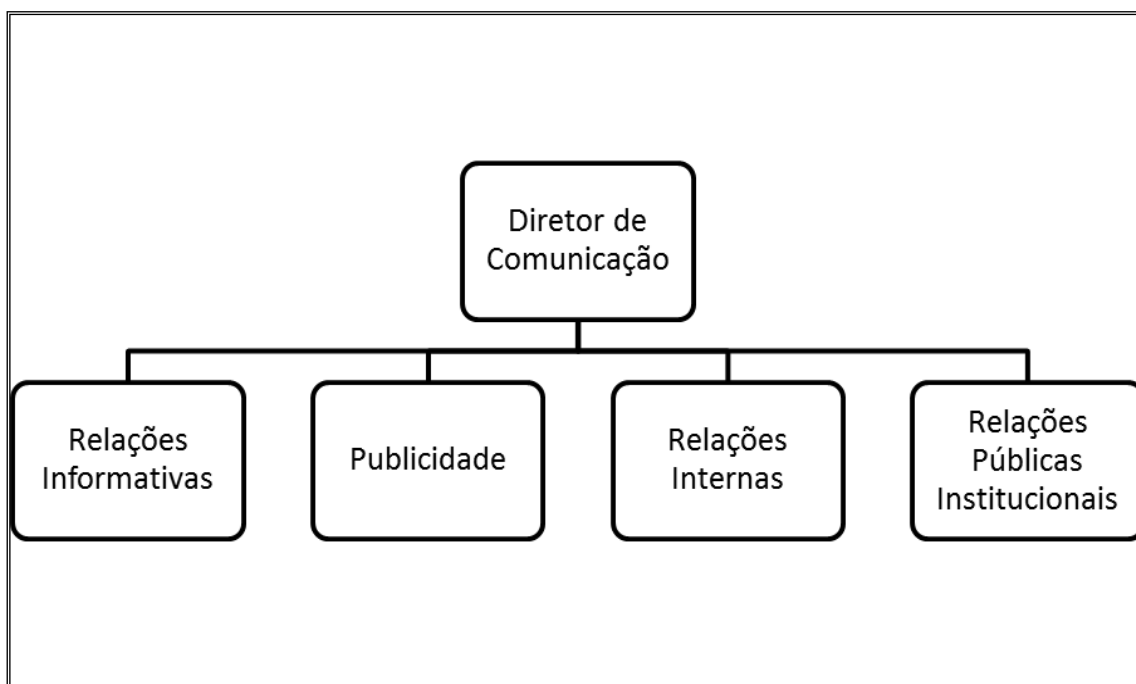 Diretor de
Comunicação
Relações
Informativas
Publicidade
Relações
Internas
Relações
Públicas
Institucionais